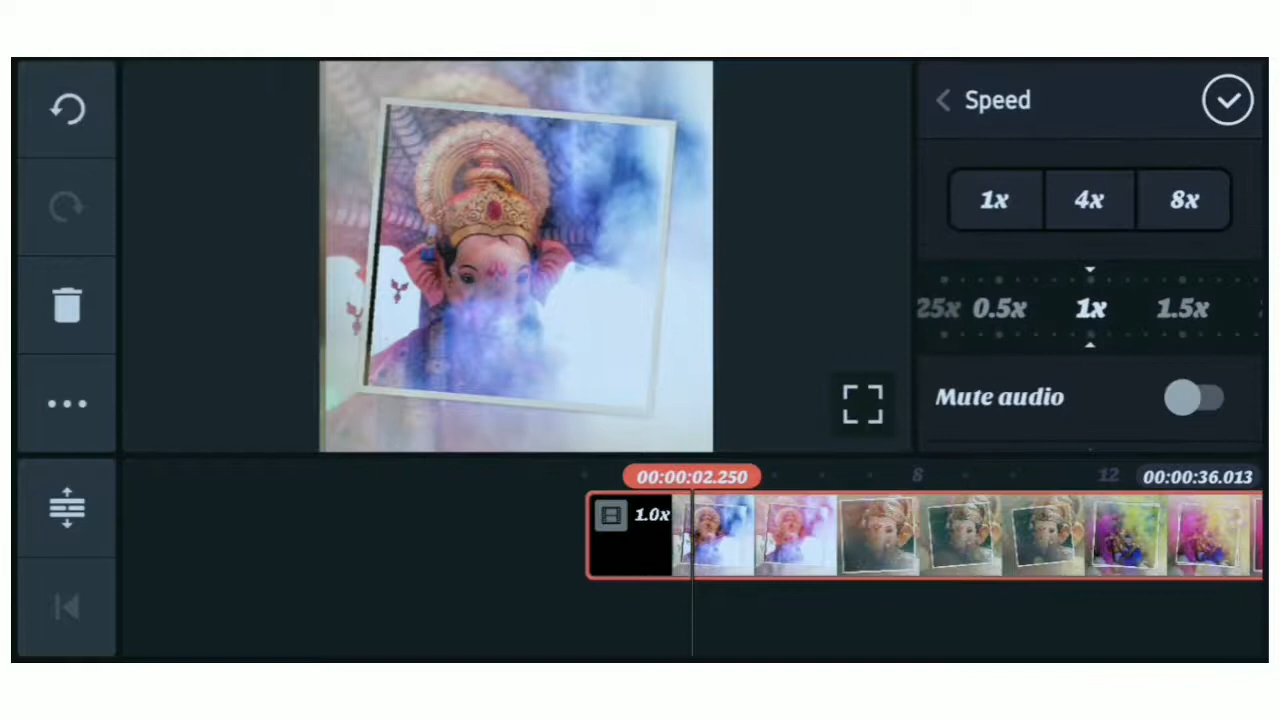 Speed
1x 4x 8x
25x 0.5x 1x 1.5x
Mute audio
00:00:02.250 8 12 00:00:36.013
1.0x